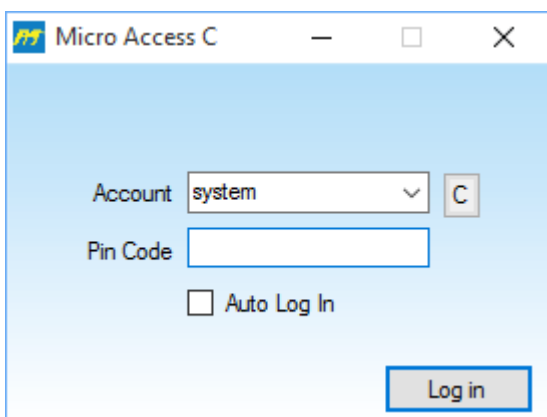 Micro Access C
Account system C
Pin Code
Auto Log In
Log in